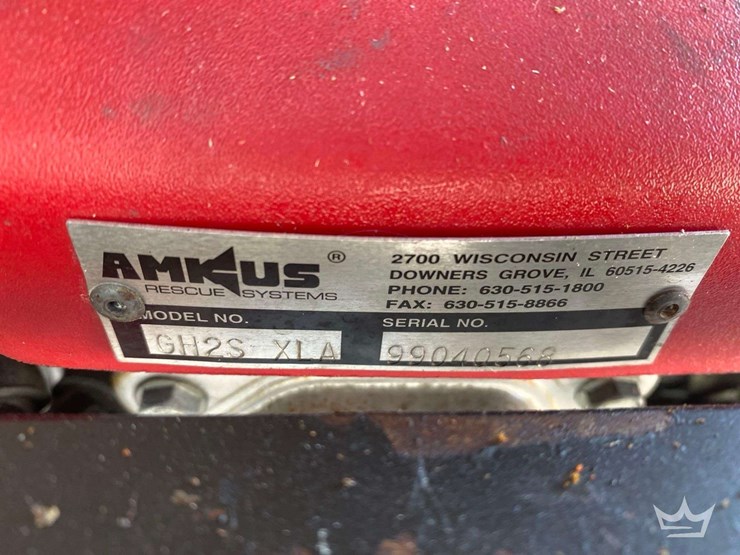 AMKUS®
RESCUE SYSTEMS
2700 WISCONSIN STREET
DOWNERS GROVE, IL 60515-4226
PHONE: 630-515-1800
FAX: 630-515-8866
MODEL NO.
GH2S XLA
SERIAL NO.
99040568